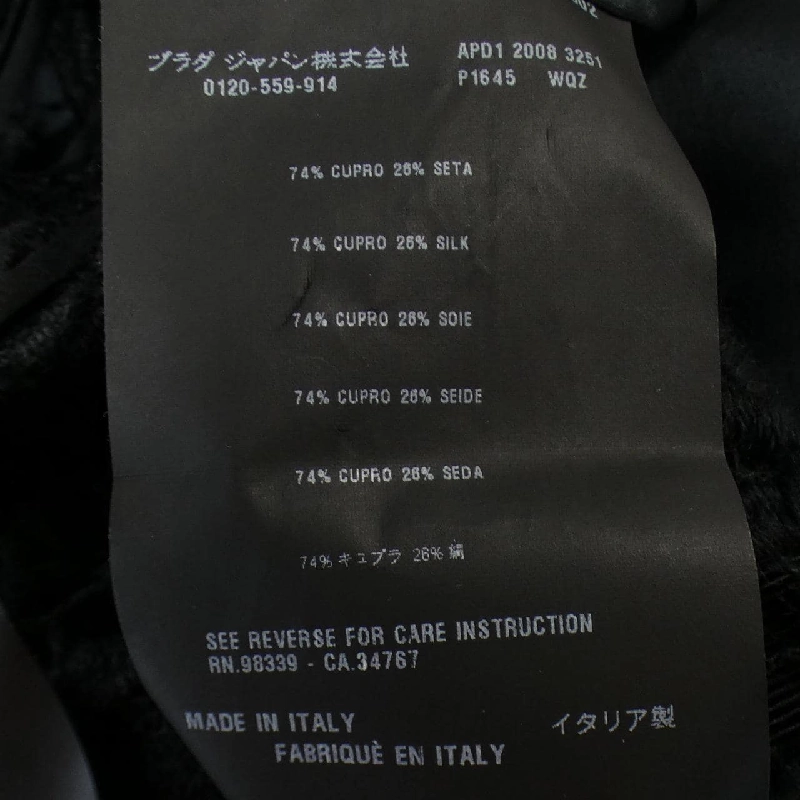 プラダ ジャパン株式会社 APD1 2008 3251
0120-559-914 P1645 WQZ
74% CUPRO 26% SETA
74% CUPRO 26% SILK
74% CUPRO 26% SOIE
74% CUPRO 26% SEIDE
74% CUPRO 26% SEDA
74% キュプラ 26% 絹
SEE REVERSE FOR CARE INSTRUCTION
RN.98339 - CA.34767
MADE IN ITALY イタリア製
FABRIQUÈ EN ITALY